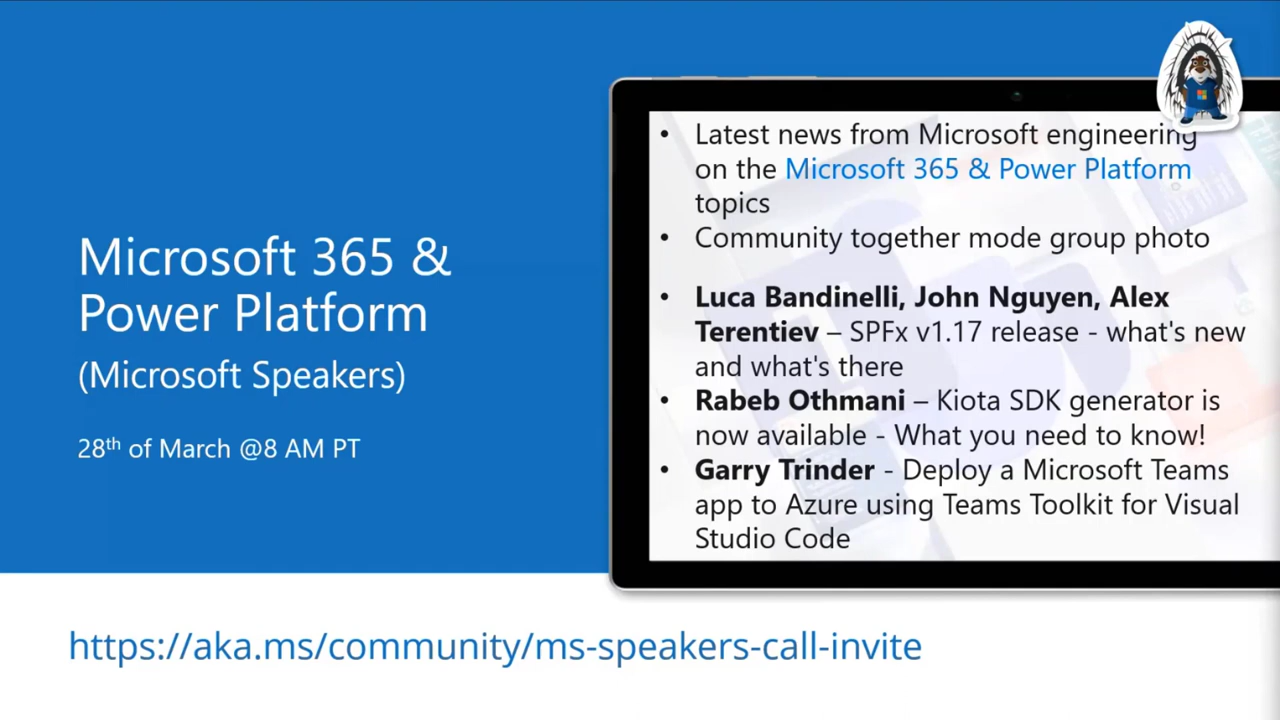 Microsoft 365 &
Power Platform
(Microsoft Speakers)
28th of March @8 AM PT
• Latest news from Microsoft engineering
on the Microsoft 365 & Power Platform
topics
• Community together mode group photo
• Luca Bandinelli, John Nguyen, Alex
Terentiev – SPFx v1.17 release - what's new
and what's there
• Rabeb Othmani – Kiota SDK generator is
now available - What you need to know!
• Garry Trinder - Deploy a Microsoft Teams
app to Azure using Teams Toolkit for Visual
Studio Code
https://aka.ms/community/ms-speakers-call-invite